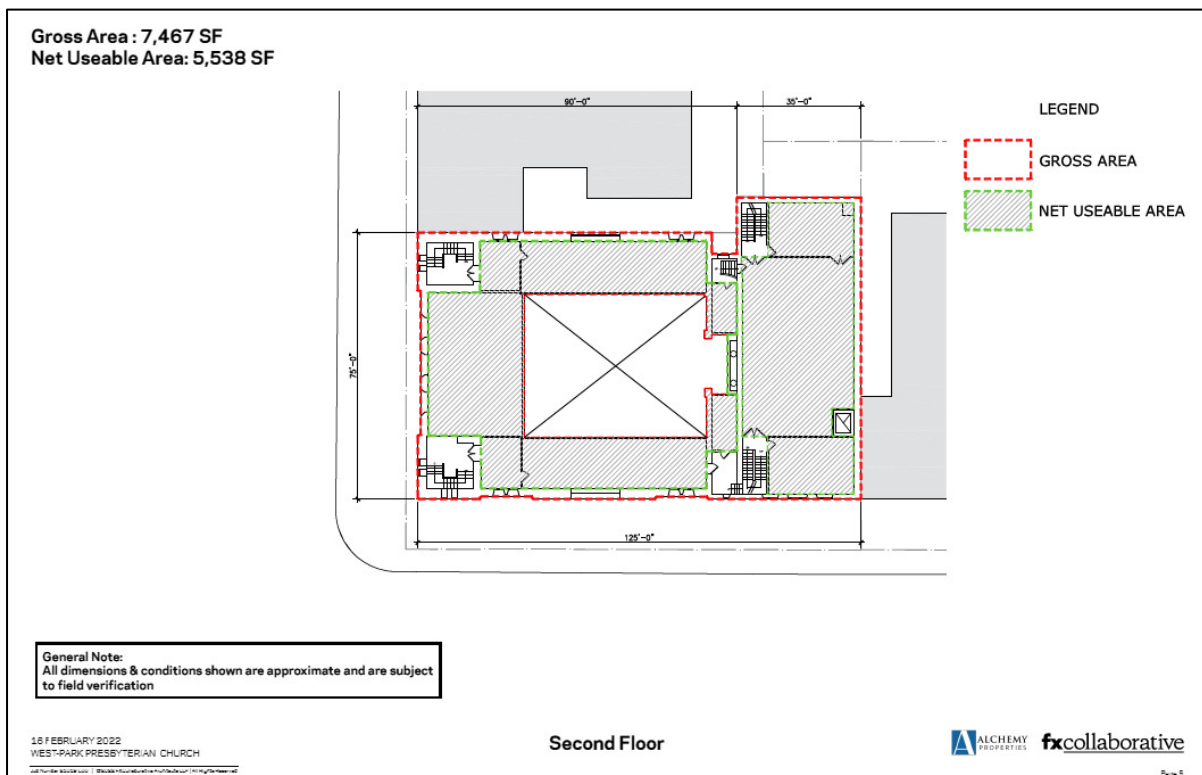 Gross Area : 7,467 SF
Net Useable Area: 5,538 SF
90'-0"
35'-0"
LEGEND
GROSS AREA
NET USEABLE AREA
75'-0"
125'-0"
General Note:
All dimensions & conditions shown are approximate and are subject
to field verification
16 FEBRUARY 2022
WEST-PARK PRESBYTERIAN CHURCH
Second Floor
ALCHEMY
PROPERTIES
fxcollaborative